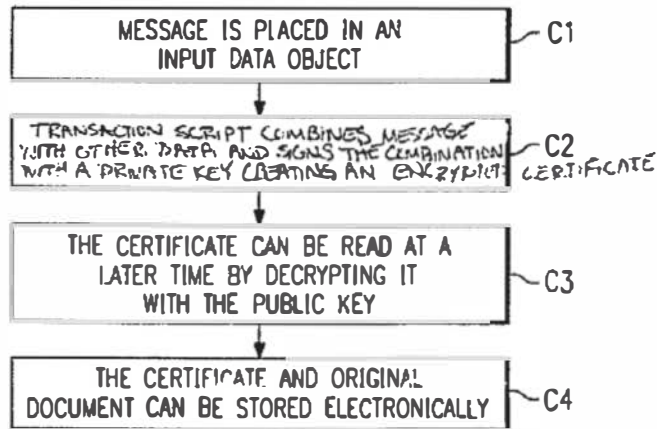 MESSAGE IS PLACED IN AN
INPUT DATA OBJECT
C1
TRANSACTION SCRIPT COMBINES MESSAGE
WITH OTHER DATA AND SIGNS THE COMBINATION
WITH A PRIVATE KEY CREATING AN ENCRYPTED CERTIFICATE
C2
THE CERTIFICATE CAN BE READ AT A
LATER TIME BY DECRYPTING IT
WITH THE PUBLIC KEY
C3
THE CERTIFICATE AND ORIGINAL
DOCUMENT CAN BE STORED ELECTRONICALLY
C4